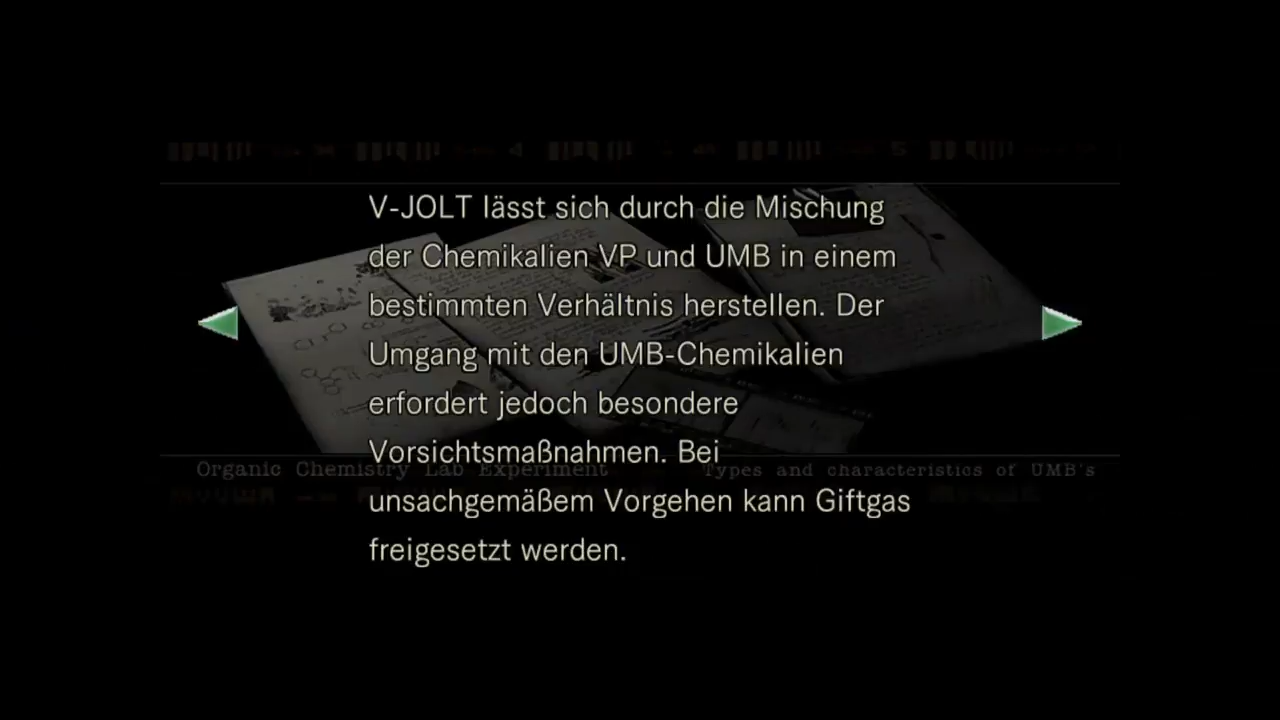 V-JOLT lässt sich durch die Mischung
der Chemikalien VP und UMB in einem
bestimmten Verhältnis herstellen. Der
Umgang mit den UMB-Chemikalien
erfordert jedoch besondere
Vorsichtsmaßnahmen. Bei
Organic Chemistry Lab Experiment Types and characteristics of UMB's
unsachgemäßem Vorgehen kann Giftgas
freigesetzt werden.